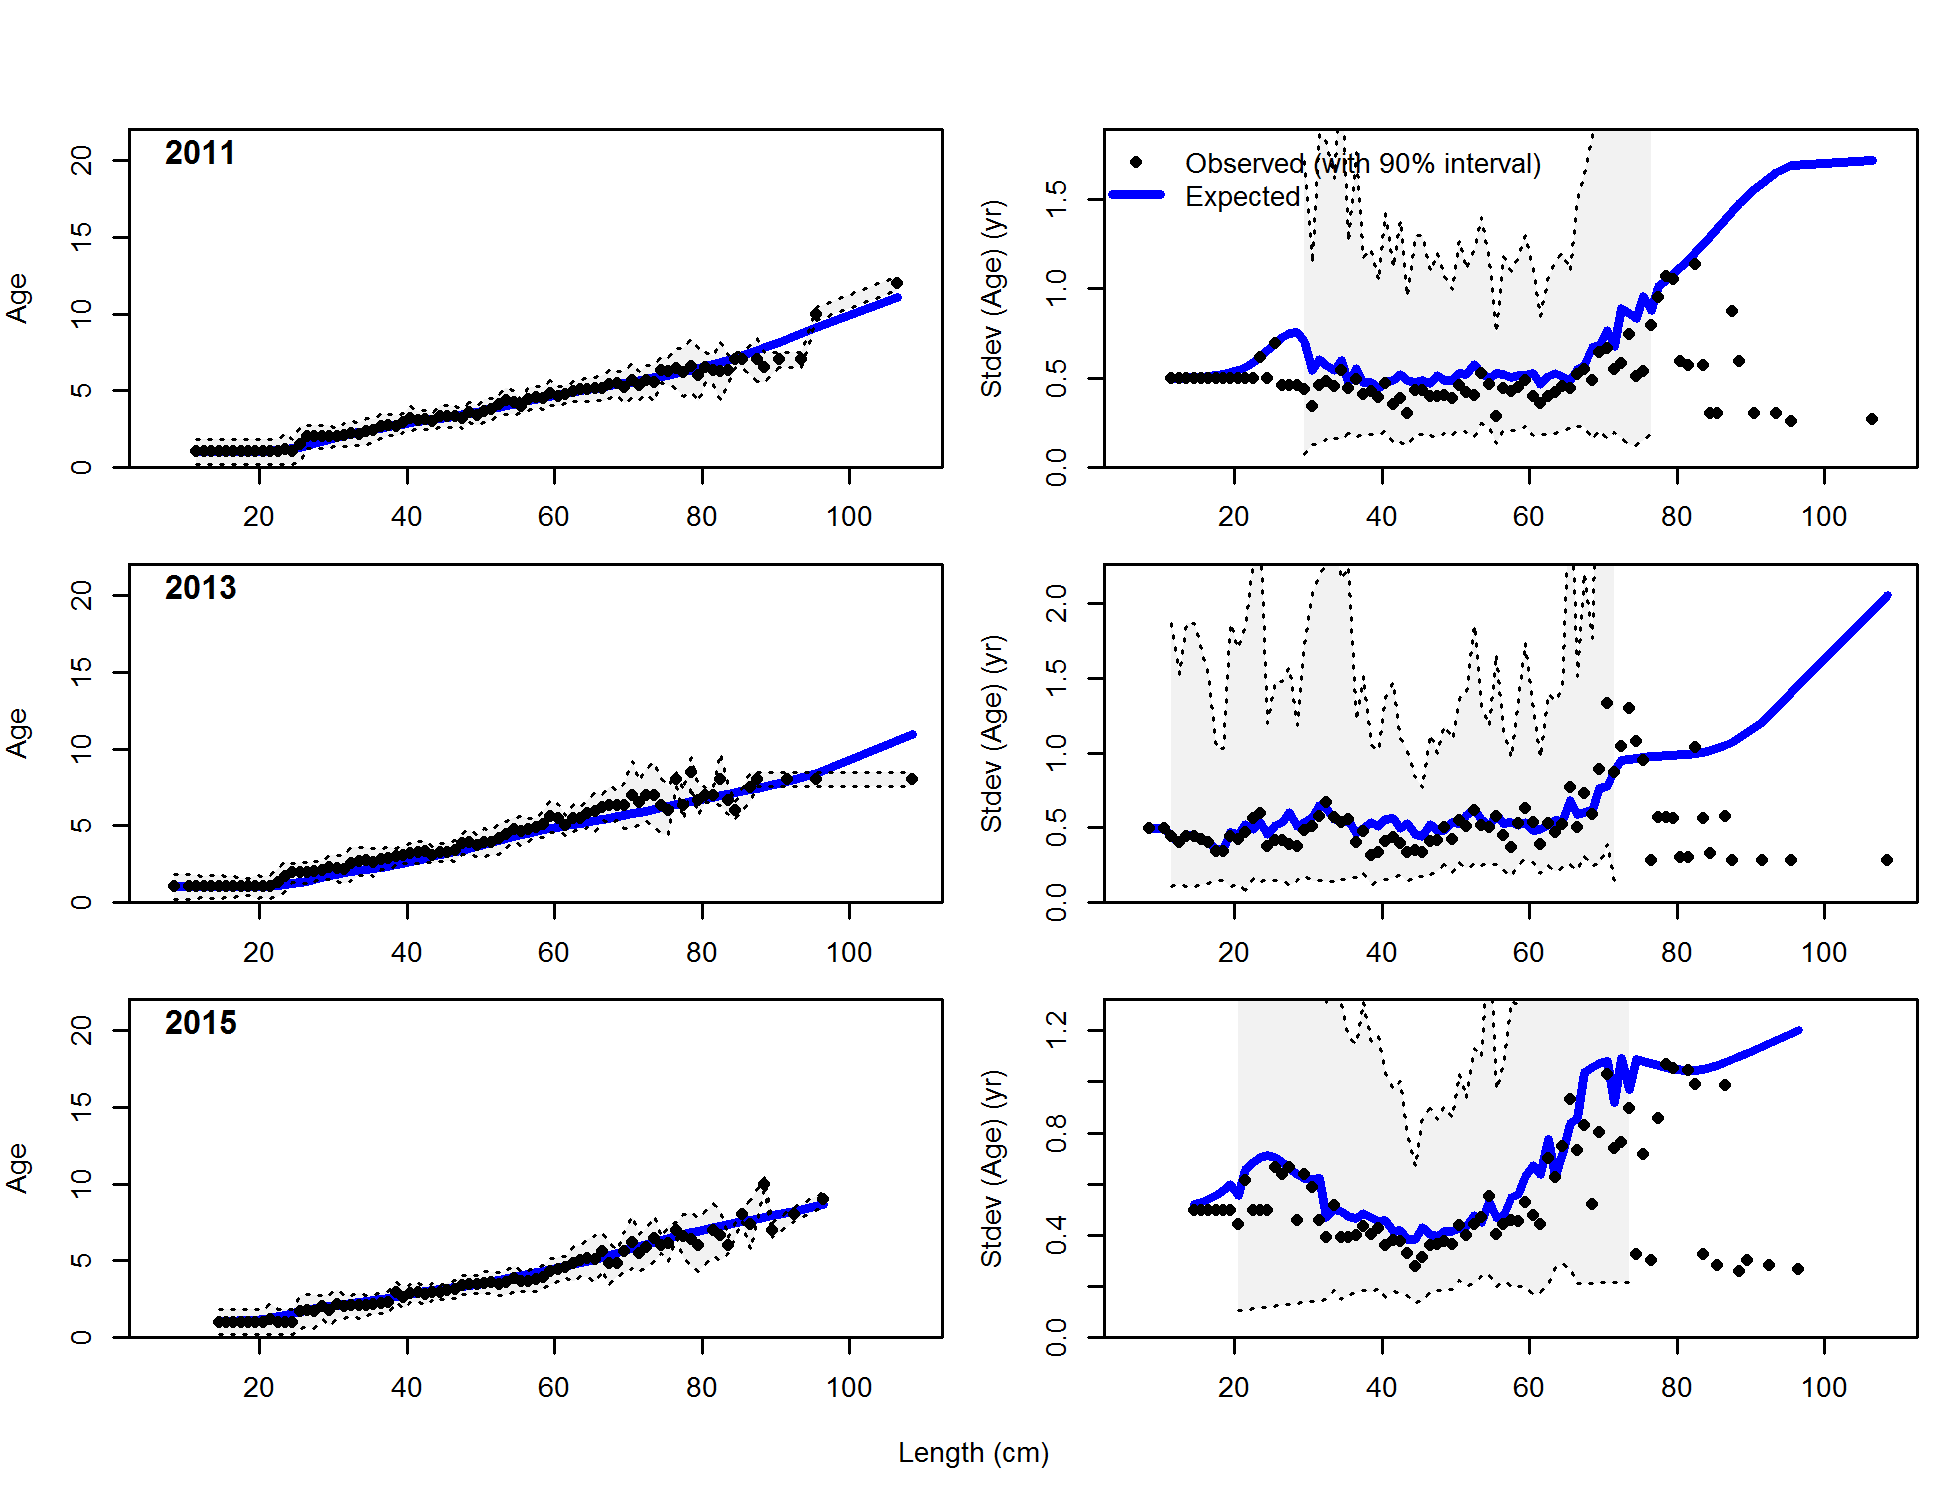 2011
Age
0 5 10 15 20
20 40 60 80 100
Observed (with 90% interval)
Expected
Stdev (Age) (yr)
0.0 0.5 1.0 1.5
20 40 60 80 100
2013
Age
0 5 10 15 20
20 40 60 80 100
Stdev (Age) (yr)
0.0 0.5 1.0 1.5 2.0
20 40 60 80 100
2015
Age
0 5 10 15 20
20 40 60 80 100
Stdev (Age) (yr)
0.0 0.4 0.8 1.2
20 40 60 80 100
Length (cm)